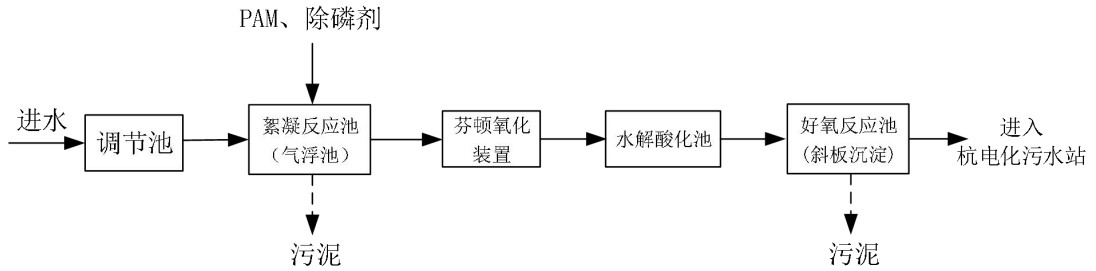 PAM、除磷剂
进水
调节池
絮凝反应池
（气浮池）
芬顿氧化
装置
水解酸化池
好氧反应池
(斜板沉淀)
进入
杭电化污水站
污泥
污泥